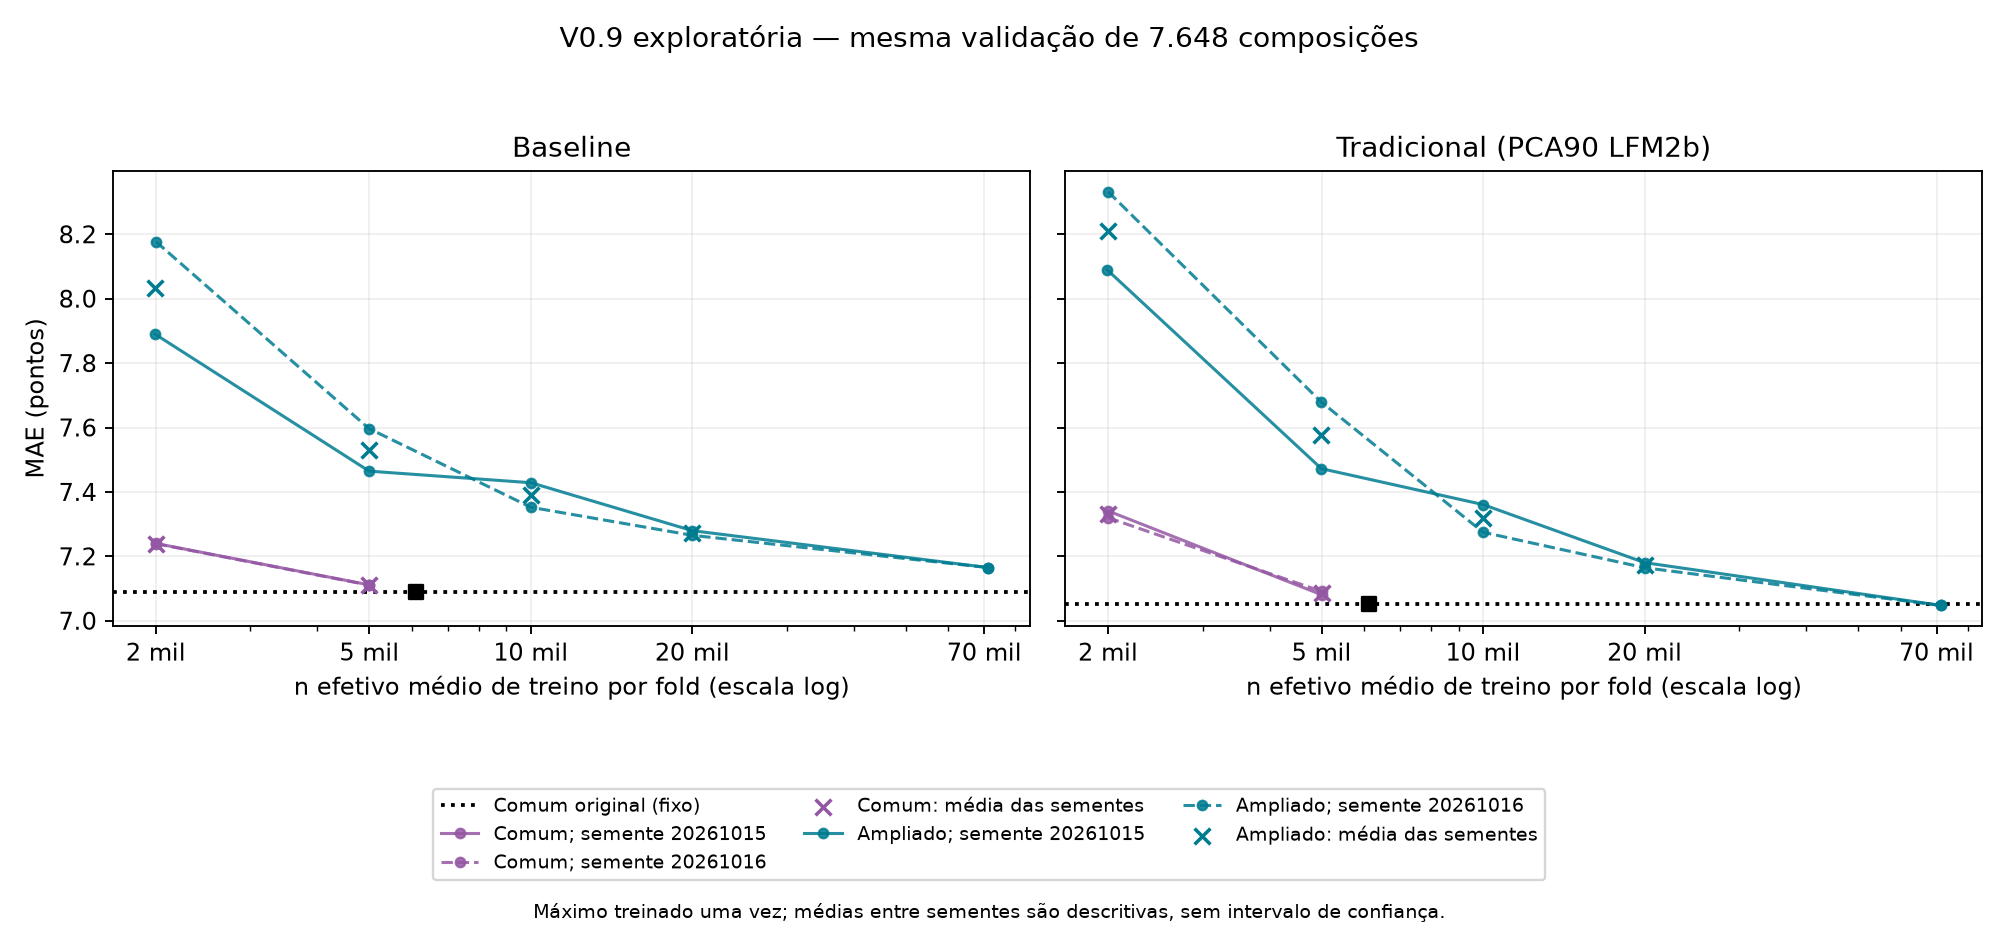 V0.9 exploratória — mesma validação de 7.648 composições
Baseline
Tradicional (PCA90 LFM2b)
MAE (pontos)
8.2
8.0
7.8
7.6
7.4
7.2
7.0
2 mil 5 mil 10 mil 20 mil 70 mil
2 mil 5 mil 10 mil 20 mil 70 mil
n efetivo médio de treino por fold (escala log)
n efetivo médio de treino por fold (escala log)
Comum original (fixo)
Comum; semente 20261015
Comum; semente 20261016
Comum: média das sementes
Ampliado; semente 20261015
Ampliado; semente 20261016
Ampliado: média das sementes
Máximo treinado uma vez; médias entre sementes são descritivas, sem intervalo de confiança.